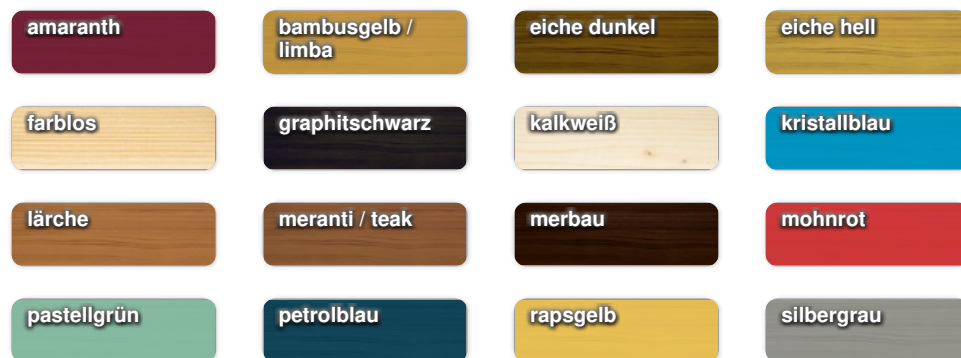 amaranth
bambusgelb /
limba
eiche dunkel
eiche hell
farblos
graphitschwarz
kalkweiß
kristallblau
lärche
meranti / teak
merbau
mohnrot
pastellgrün
petrolblau
rapsgelb
silbergrau